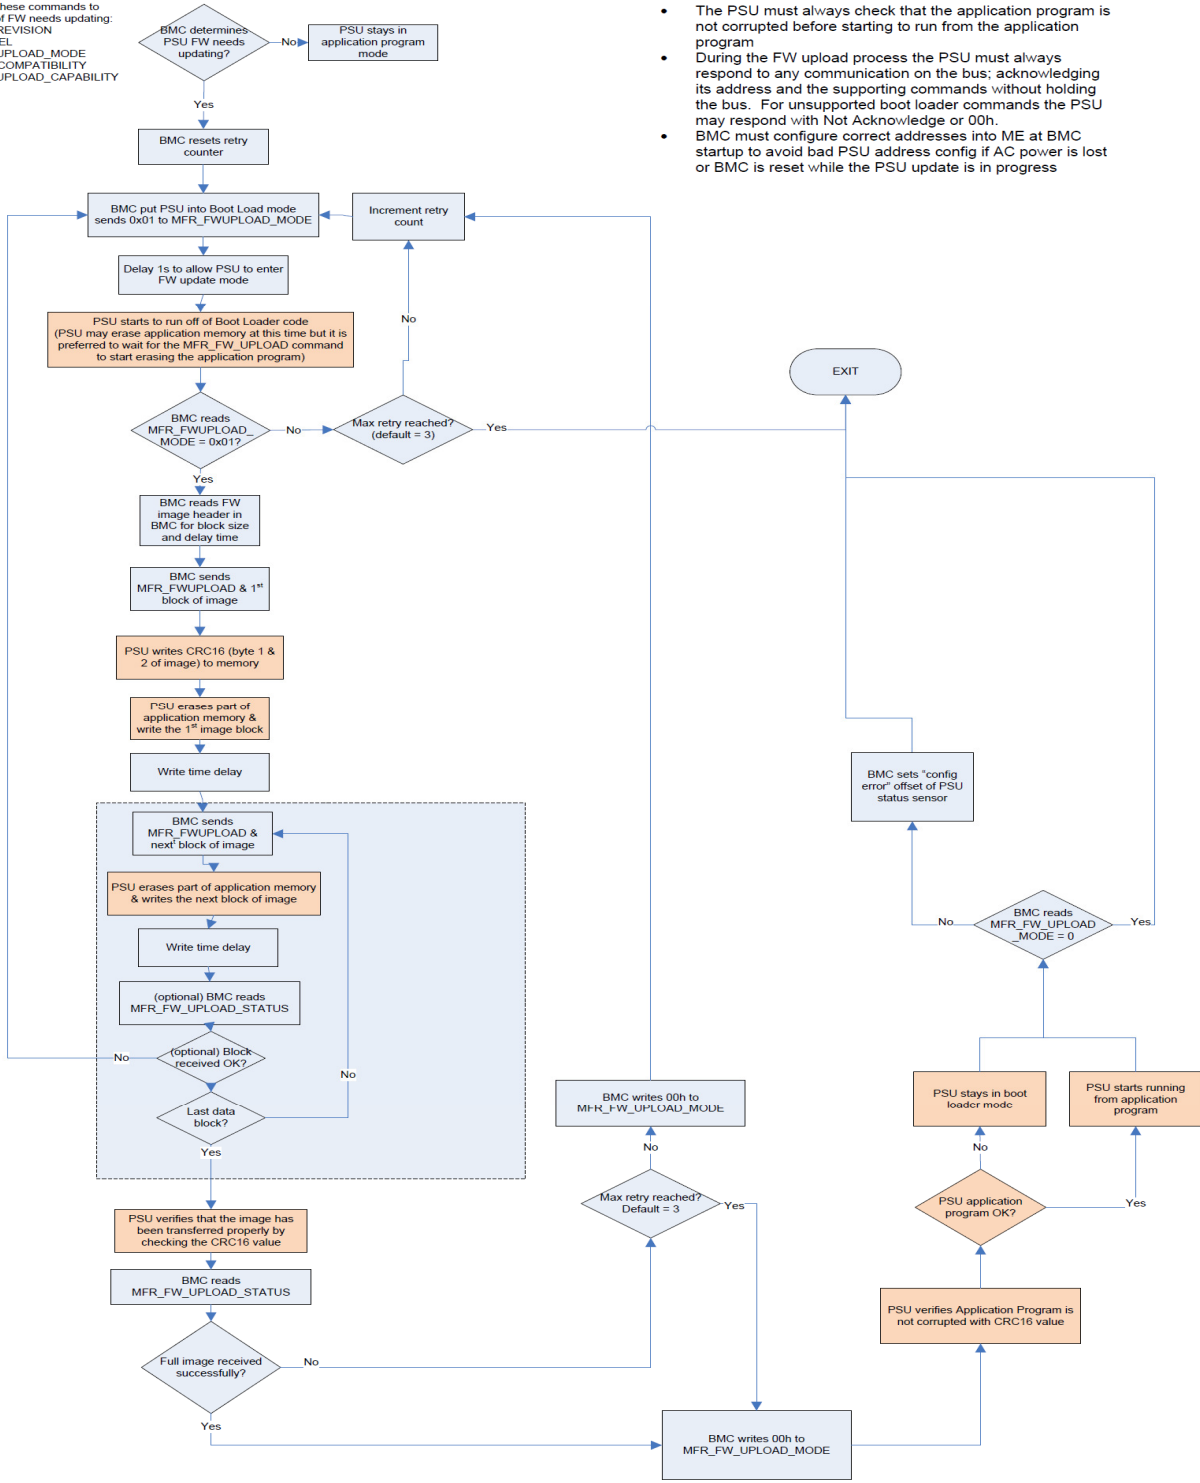 hese commands to
f FW needs updating:
REVISION
EL
UPLOAD_MODE
COMPATIBILITY
UPLOAD_CAPABILITY
BMC determines
PSU FW needs
updating?
No
PSU stays in
application program
mode
• The PSU must always check that the application program is
not corrupted before starting to run from the application
program
• During the FW upload process the PSU must always
respond to any communication on the bus; acknowledging
its address and the supporting commands without holding
the bus. For unsupported boot loader commands the PSU
may respond with Not Acknowledge or 00h.
• BMC must configure correct addresses into ME at BMC
startup to avoid bad PSU address config if AC power is lost
or BMC is reset while the PSU update is in progress
Yes
BMC resets retry
counter
BMC put PSU into Boot Load mode
sends 0x01 to MFR_FWUPLOAD_MODE
Increment retry
count
Delay 1s to allow PSU to enter
FW update mode
No
PSU starts to run off of Boot Loader code
(PSU may erase application memory at this time but it is
preferred to wait for the MFR_FW_UPLOAD command
to start erasing the application program)
EXIT
BMC reads
MFR_FWUPLOAD_
MODE = 0x01?
No
Max retry reached?
(default = 3)
Yes
Yes
BMC reads FW
image header in
BMC for block size
and delay time
BMC sends
MFR_FWUPLOAD & 1st
block of image
PSU writes CRC16 (byte 1 &
2 of image) to memory
PSU erases part of
application memory &
write the 1st image block
Write time delay
BMC sets “config
error” offset of PSU
status sensor
BMC sends
MFR_FWUPLOAD &
nextt block of image
PSU erases part of application memory
& writes the next block of image
Write time delay
No
BMC reads
MFR_FW_UPLOAD
_MODE = 0
Yes
(optional) BMC reads
MFR_FW_UPLOAD_STATUS
No
(optional) Block
received OK?
No
Last data
block?
Yes
BMC writes 00h to
MFR_FW_UPLOAD_MODE
PSU stays in boot
loader mode
PSU starts running
from application
program
No
No
Max retry reached?
Default = 3
Yes
PSU application
program OK?
Yes
PSU verifies that the image has
been transferred properly by
checking the CRC16 value
BMC reads
MFR_FW_UPLOAD_STATUS
PSU verifies Application Program is
not corrupted with CRC16 value
Full image received
successfully?
No
Yes
BMC writes 00h to
MFR_FW_UPLOAD_MODE